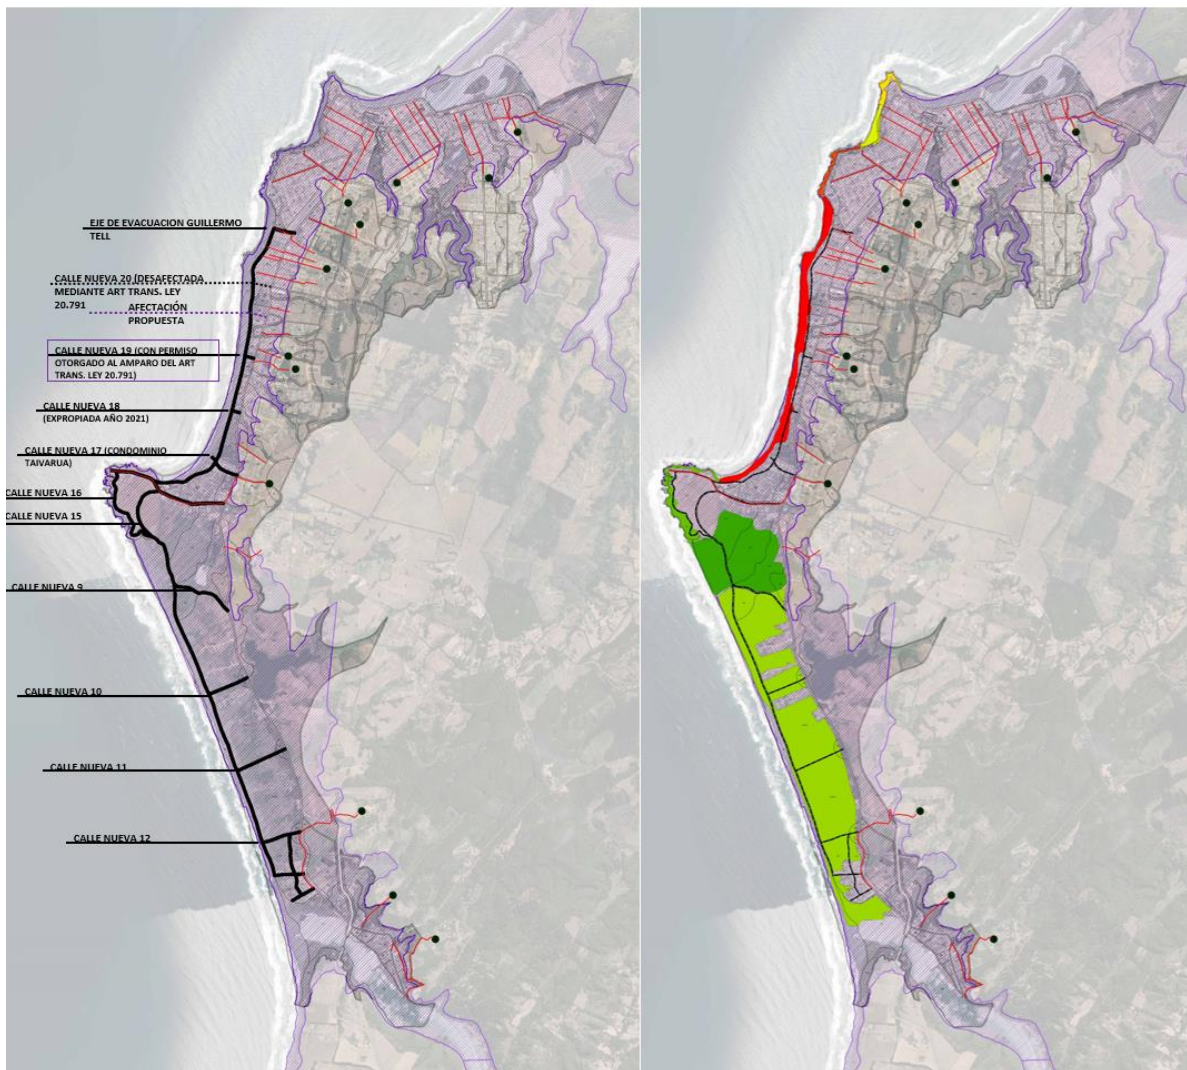 EJE DE EVACUACION GUILLERMO
TELL
CALLE NUEVA 20 (DESAFECTADA
MEDIANTE ART TRANS. LEY
20.791
AFECTACIÓN
PROPUESTA
CALLE NUEVA 19 (CON PERMISO
OTORGADO AL AMPARO DEL ART
TRANS. LEY 20.791)
CALLE NUEVA 18
(EXPROPIADA AÑO 2021)
CALLE NUEVA 17 (CONDOMINIO
TAIVARUA)
CALLE NUEVA 16
CALLE NUEVA 15
CALLE NUEVA 9
CALLE NUEVA 10
CALLE NUEVA 11
CALLE NUEVA 12